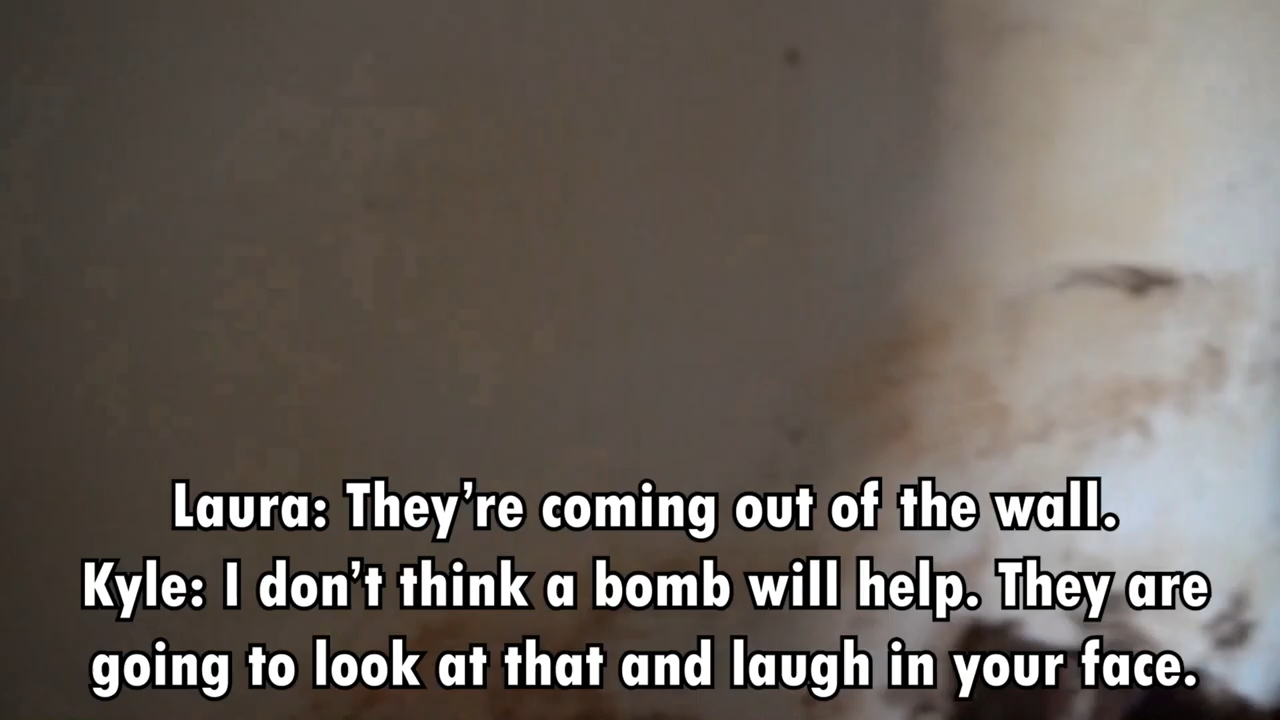 Laura: They’re coming out of the wall.
Kyle: I don’t think a bomb will help. They are
going to look at that and laugh in your face.